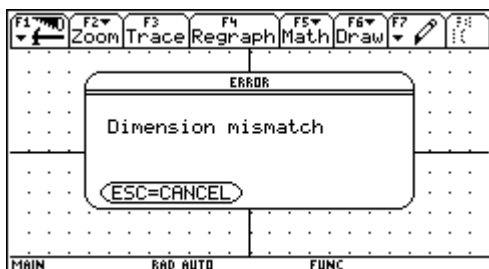 F1 F2 F3 F4 F5 F6 F7
Zoom Trace Regraph Math Draw
ERROR
Dimension mismatch
ESC=CANCEL
MAIN RAD AUTO FUNC